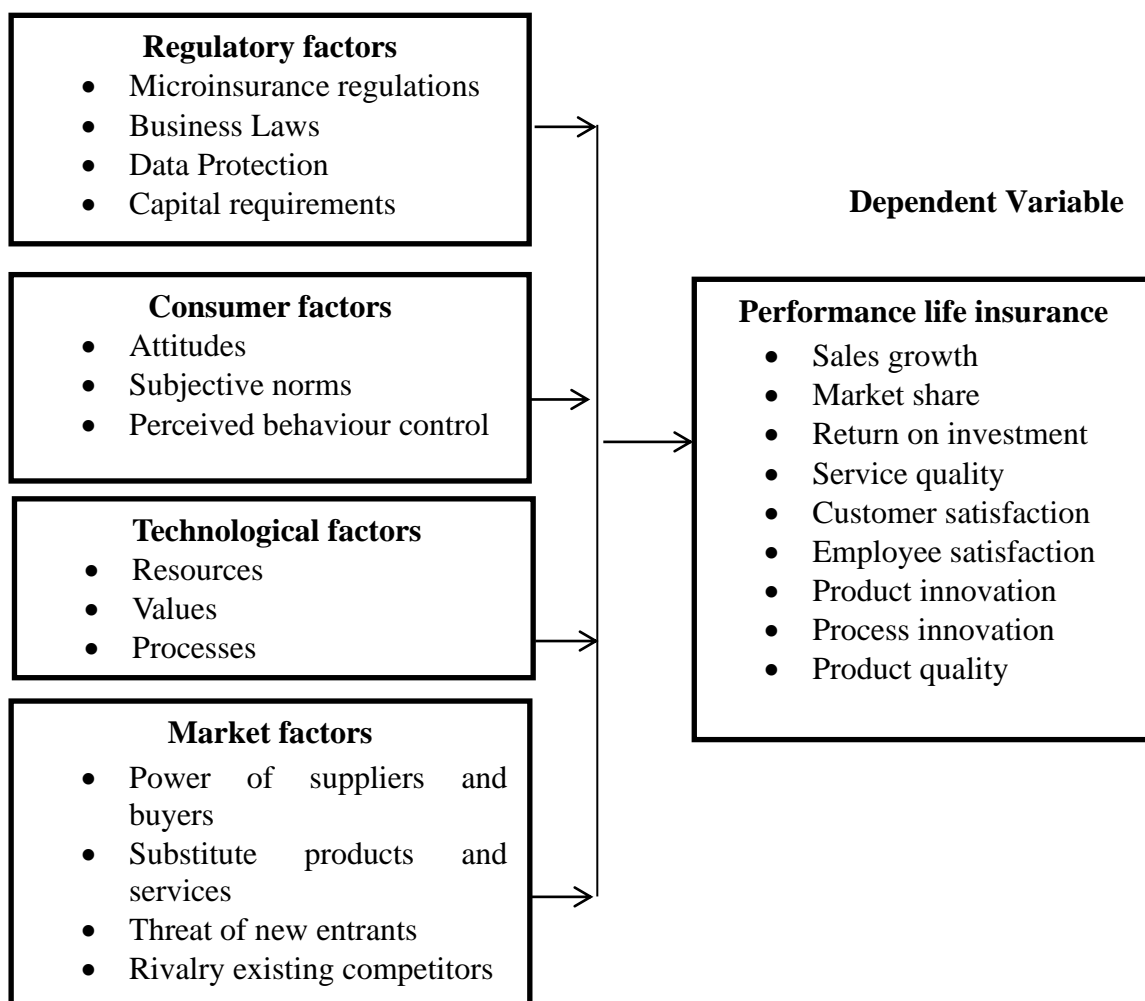 Regulatory factors
• Microinsurance regulations
• Business Laws
• Data Protection
• Capital requirements
Consumer factors
• Attitudes
• Subjective norms
• Perceived behaviour control
Technological factors
• Resources
• Values
• Processes
Market factors
• Power of suppliers and
buyers
• Substitute products and
services
• Threat of new entrants
• Rivalry existing competitors
Dependent Variable
Performance life insurance
• Sales growth
• Market share
• Return on investment
• Service quality
• Customer satisfaction
• Employee satisfaction
• Product innovation
• Process innovation
• Product quality